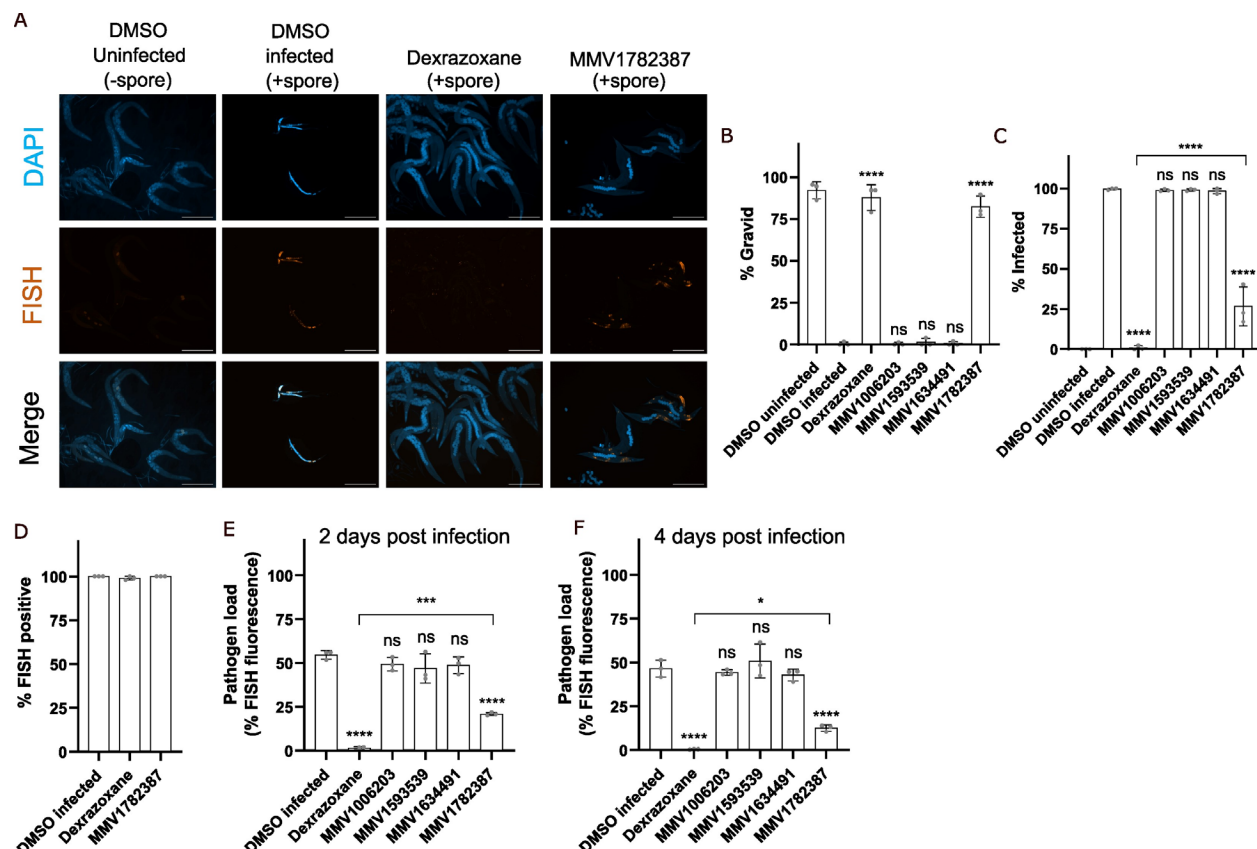 A
DMSO
Uninfected
(-spore)
DMSO
infected
(+spore)
Dexrazoxane
(+spore)
MMV1782387
(+spore)
DAPI
FISH
Merge
B
% Gravid
100
75
50
25
0
****
ns
ns
ns
****
DMSO uninfected
DMSO infected
Dexrazoxane
MMV1006203
MMV1593539
MMV1634491
MMV1782387
C
% Infected
100
75
50
25
0
****
ns
ns
ns
****
****
DMSO uninfected
DMSO infected
Dexrazoxane
MMV1006203
MMV1593539
MMV1634491
MMV1782387
D
% FISH positive
100
75
50
25
0
DMSO infected
Dexrazoxane
MMV1782387
E
2 days post infection
Pathogen load
(% FISH fluorescence)
100
75
50
25
0
***
ns
ns
ns
****
****
DMSO infected
Dexrazoxane
MMV1006203
MMV1593539
MMV1634491
MMV1782387
F
4 days post infection
Pathogen load
(% FISH fluorescence)
100
75
50
25
0
*
ns
ns
ns
****
****
DMSO infected
Dexrazoxane
MMV1006203
MMV1593539
MMV1634491
MMV1782387